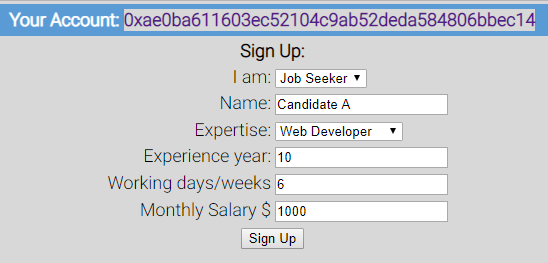 Your Account: 0xae0ba611603ec52104c9ab52deda584806bbec14
Sign Up:
I am: Job Seeker
Name: Candidate A
Expertise: Web Developer
Experience year: 10
Working days/weeks 6
Monthly Salary $ 1000
Sign Up